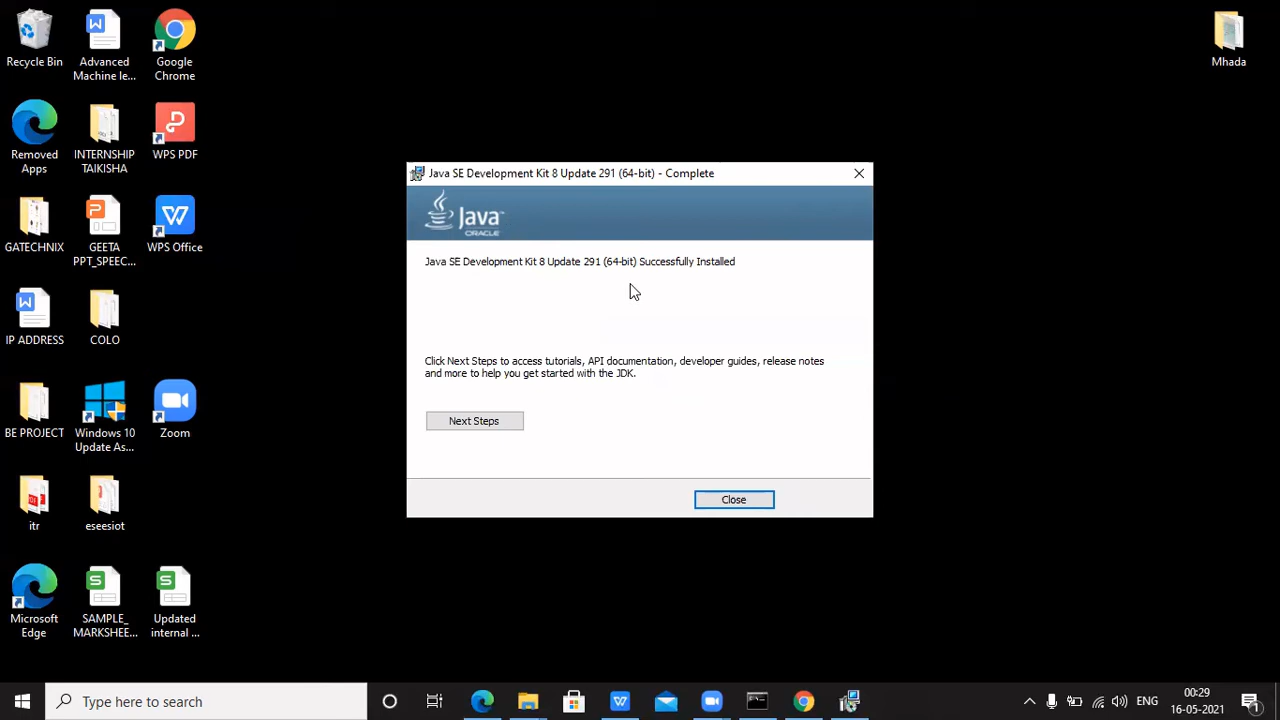 Recycle Bin
Advanced
Machine le...
Google
Chrome
Mhada
Removed
Apps
INTERNSHIP
TAIKISHA
WPS PDF
GATECHNIX
GEETA
PPT_SPEEC...
WPS Office
IP ADDRESS
COLO
BE PROJECT
Windows 10
Update As...
Zoom
itr
eseesiot
Microsoft
Edge
SAMPLE_
MARKSHEE...
Updated
internal ...
Java SE Development Kit 8 Update 291 (64-bit) - Complete
Java
ORACLE
Java SE Development Kit 8 Update 291 (64-bit) Successfully Installed
Click Next Steps to access tutorials, API documentation, developer guides, release notes
and more to help you get started with the JDK.
Next Steps
Close
Type here to search
ENG
00:29
16-05-2021